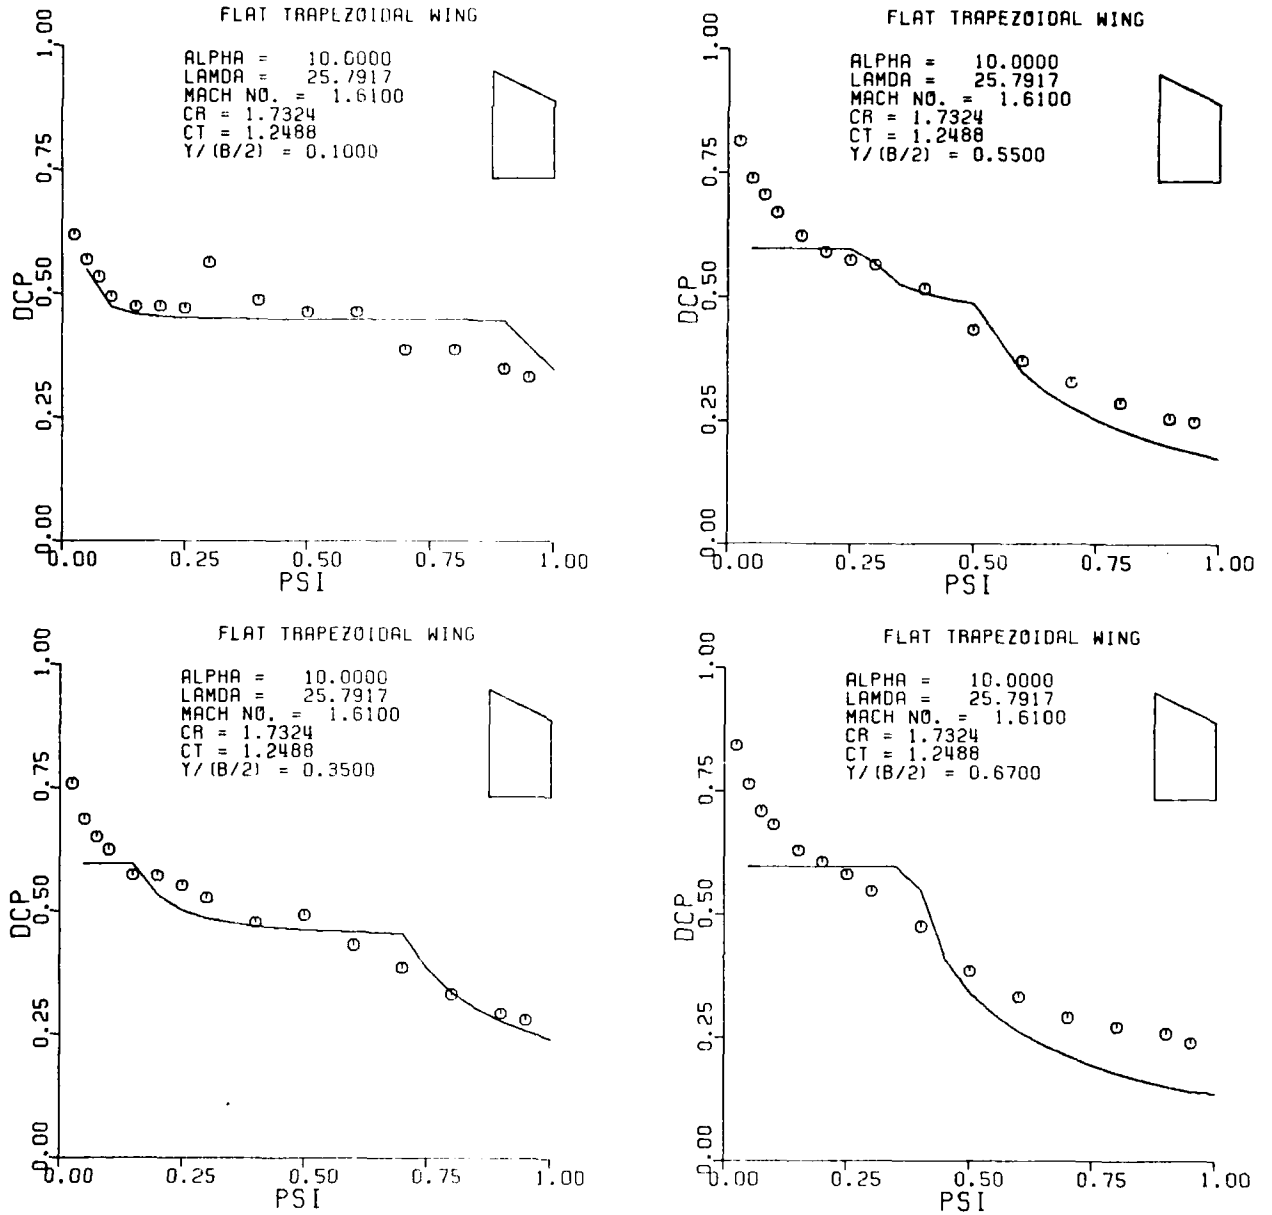 FLAT TRAPEZOIDAL WING
ALPHA = 10.0000
LAMDA = 25.7917
MACH NO. = 1.6100
CR = 1.7324
CT = 1.2488
Y/(B/2) = 0.1000
1.00
0.75
0.50
0.25
0.00
DCP
0.00 0.25 0.50 0.75 1.00
PSI
FLAT TRAPEZOIDAL WING
ALPHA = 10.0000
LAMDA = 25.7917
MACH NO. = 1.6100
CR = 1.7324
CT = 1.2488
Y/(B/2) = 0.5500
1.00
0.75
0.50
0.25
0.00
DCP
0.00 0.25 0.50 0.75 1.00
PSI
FLAT TRAPEZOIDAL WING
ALPHA = 10.0000
LAMDA = 25.7917
MACH NO. = 1.6100
CR = 1.7324
CT = 1.2488
Y/(B/2) = 0.3500
1.00
0.75
0.50
0.25
0.00
DCP
0.00 0.25 0.50 0.75 1.00
PSI
FLAT TRAPEZOIDAL WING
ALPHA = 10.0000
LAMDA = 25.7917
MACH NO. = 1.6100
CR = 1.7324
CT = 1.2488
Y/(B/2) = 0.6700
1.00
0.75
0.50
0.25
0.00
DCP
0.00 0.25 0.50 0.75 1.00
PSI